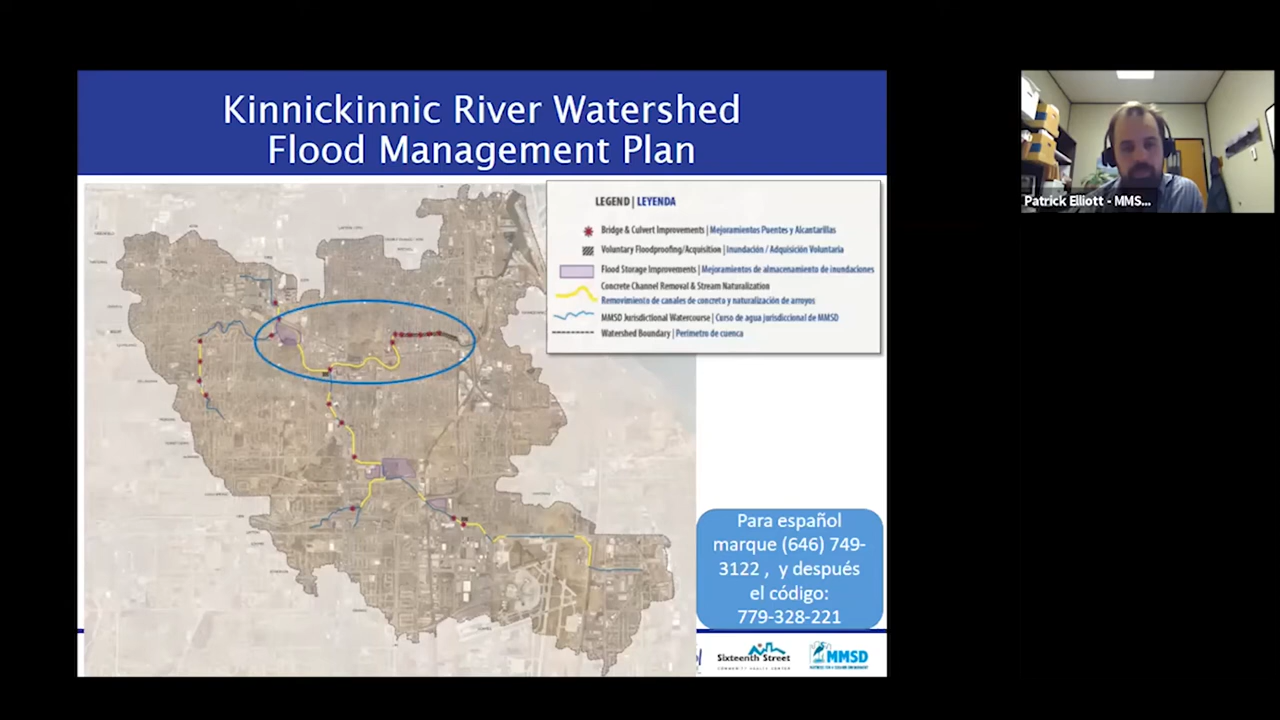 Kinnickinnic River Watershed
Flood Management Plan
LEGEND | LEYENDA
Bridge & Culvert Improvements | Mejoramientos Puentes y Alcantarillas
Voluntary Floodproofing/Acquisition | Inundación / Adquisición Voluntaria
Flood Storage Improvements | Mejoramientos de almacenamiento de inundaciones
Concrete Channel Removal & Stream Naturalization
Removimiento de canales de concreto y naturalización de arroyos
MMSD Jurisdictional Watercourse / Curso de agua jurisdiccional de MMSD
Watershed Boundary | Perímetro de cuenca
Para español
marque (646) 749-
3122 , y después
el código:
779-328-221
Sixteenth Street
COMMUNITY HEALTH CENTER
MMSD
Patrick Elliott - MMS...